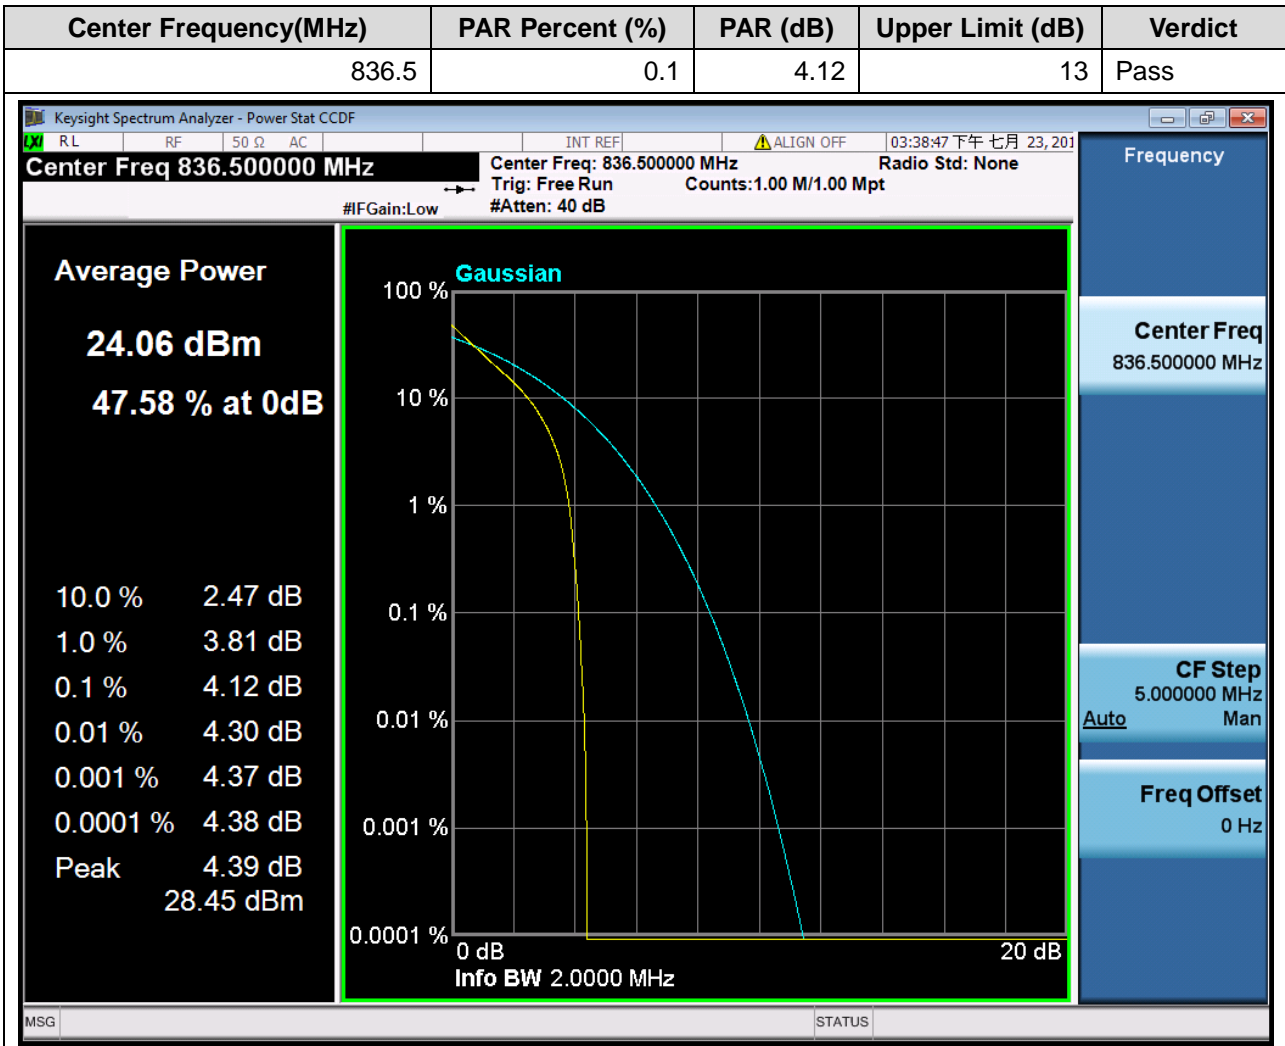 Center Frequency(MHz) PAR Percent (%) PAR (dB) Upper Limit (dB) Verdict
836.5 0.1 4.12 13 Pass
Keysight Spectrum Analyzer - Power Stat CCDF
LXI RL RF 50 Ω AC INT REF ALIGN OFF 03:38:47 下午 七月 23, 201
Center Freq 836.500000 MHz
Center Freq: 836.500000 MHz Radio Std: None
Trig: Free Run Counts:1.00 M/1.00 Mpt
#IFGain:Low #Atten: 40 dB
Average Power
24.06 dBm
47.58 % at 0dB
10.0 % 2.47 dB
1.0 % 3.81 dB
0.1 % 4.12 dB
0.01 % 4.30 dB
0.001 % 4.37 dB
0.0001 % 4.38 dB
Peak 4.39 dB
28.45 dBm
Gaussian
100 %
10 %
1 %
0.1 %
0.01 %
0.001 %
0.0001 %
0 dB 20 dB
Info BW 2.0000 MHz
Frequency
Center Freq
836.500000 MHz
CF Step
5.000000 MHz
Auto Man
Freq Offset
0 Hz
MSG STATUS